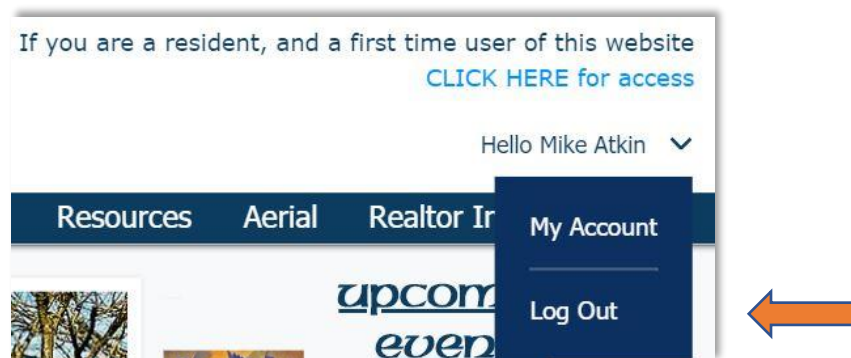 If you are a resident, and a first time user of this website
CLICK HERE for access
Hello Mike Atkin
Resources Aerial Realtor
My Account
Log Out